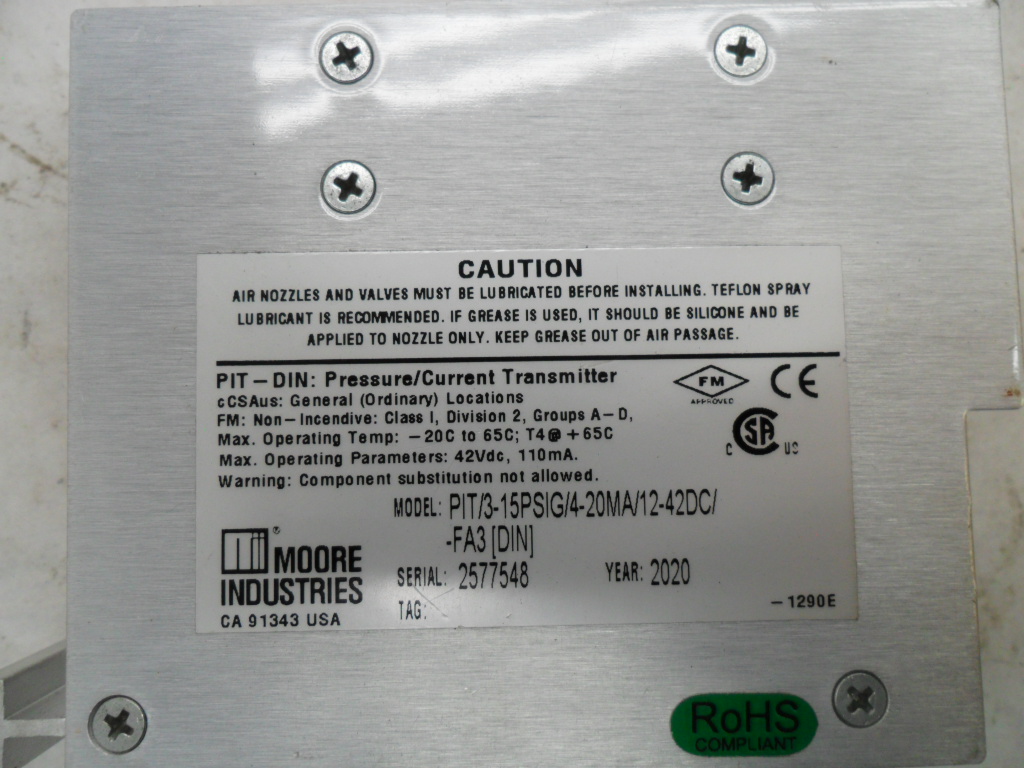 CAUTION
AIR NOZZLES AND VALVES MUST BE LUBRICATED BEFORE INSTALLING. TEFLON SPRAY
LUBRICANT IS RECOMMENDED. IF GREASE IS USED, IT SHOULD BE SILICONE AND BE
APPLIED TO NOZZLE ONLY. KEEP GREASE OUT OF AIR PASSAGE.
PIT – DIN: Pressure/Current Transmitter
cCSAus: General (Ordinary) Locations
FM: Non – Incendive: Class I, Division 2, Groups A – D,
Max. Operating Temp: – 20C to 65C; T4@ + 65C
Max. Operating Parameters: 42Vdc, 110mA.
Warning: Component substitution not allowed.
FM
APPROVED
CE
C SA US
MODEL: PIT/3-15PSIG/4-20MA/12-42DC/
-FA3 [DIN]
® MOORE
INDUSTRIES
CA 91343 USA
SERIAL: 2577548 YEAR: 2020
TAG:
– 1290E
RoHS
COMPLIANT